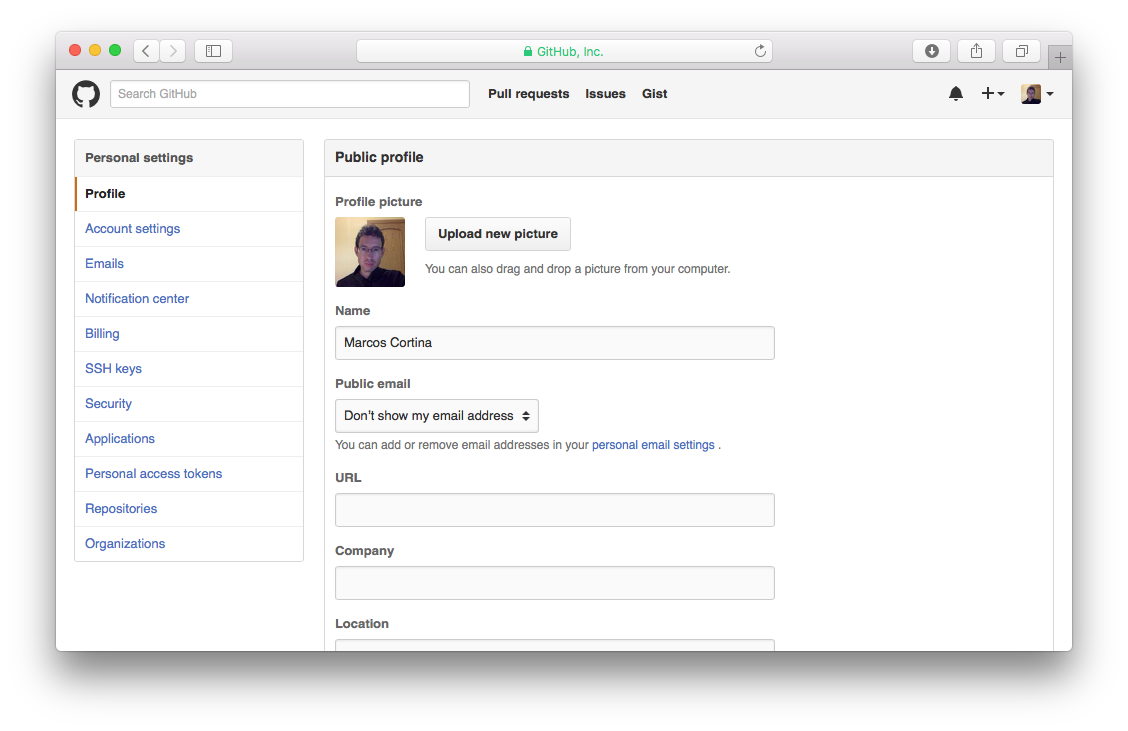 GitHub, Inc.
Search GitHub
Pull requests Issues Gist
Personal settings
Profile
Account settings
Emails
Notification center
Billing
SSH keys
Security
Applications
Personal access tokens
Repositories
Organizations
Public profile
Profile picture
Upload new picture
You can also drag and drop a picture from your computer.
Name
Marcos Cortina
Public email
Don't show my email address
You can add or remove email addresses in your personal email settings .
URL
Company
Location